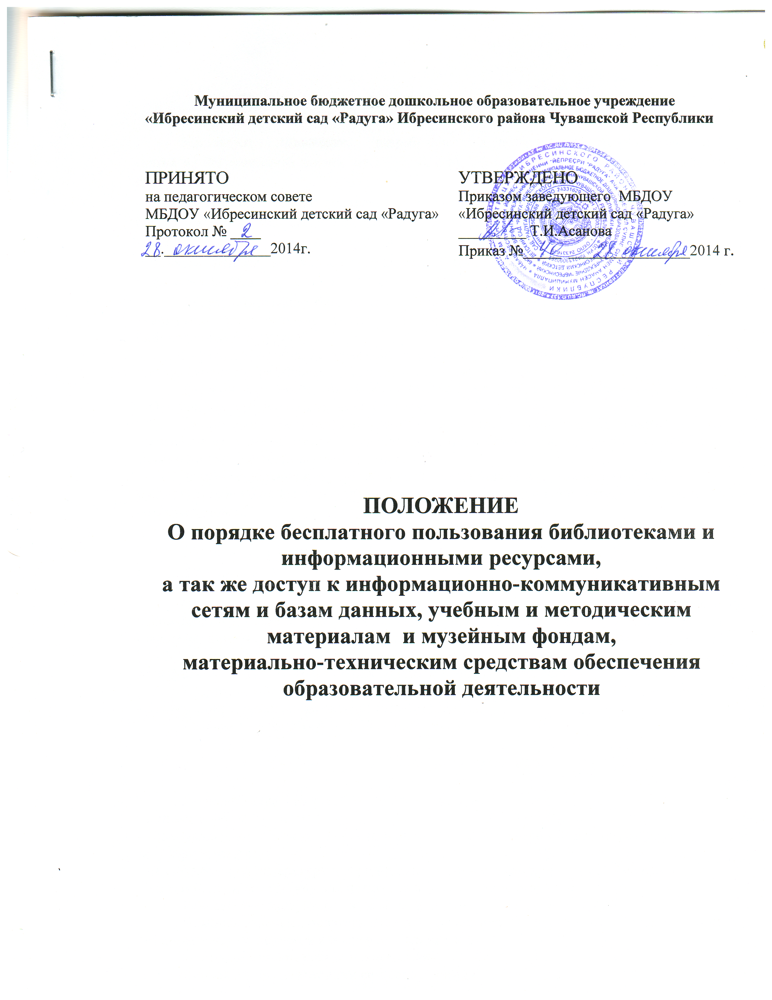 Муниципальное бюджетное дошкольное образовательное учреждение
«Ибресинский детский сад «Радуга» Ибресинского района Чувашской Республики
ПРИНЯТО
на педагогическом совете
МБДОУ «Ибресинский детский сад «Радуга»
Протокол № 2
28. октября 2014г.
УТВЕРЖДЕНО
Приказом заведующего МБДОУ
«Ибресинский детский сад «Радуга»
Т.И.Асанова
Приказ № 28 октября 2014 г.
ПОЛОЖЕНИЕ
О порядке бесплатного пользования библиотеками и
информационными ресурсами,
а так же доступ к информационно-коммуникативным
сетям и базам данных, учебным и методическим
материалам и музейным фондам,
материально-техническим средствам обеспечения
образовательной деятельности